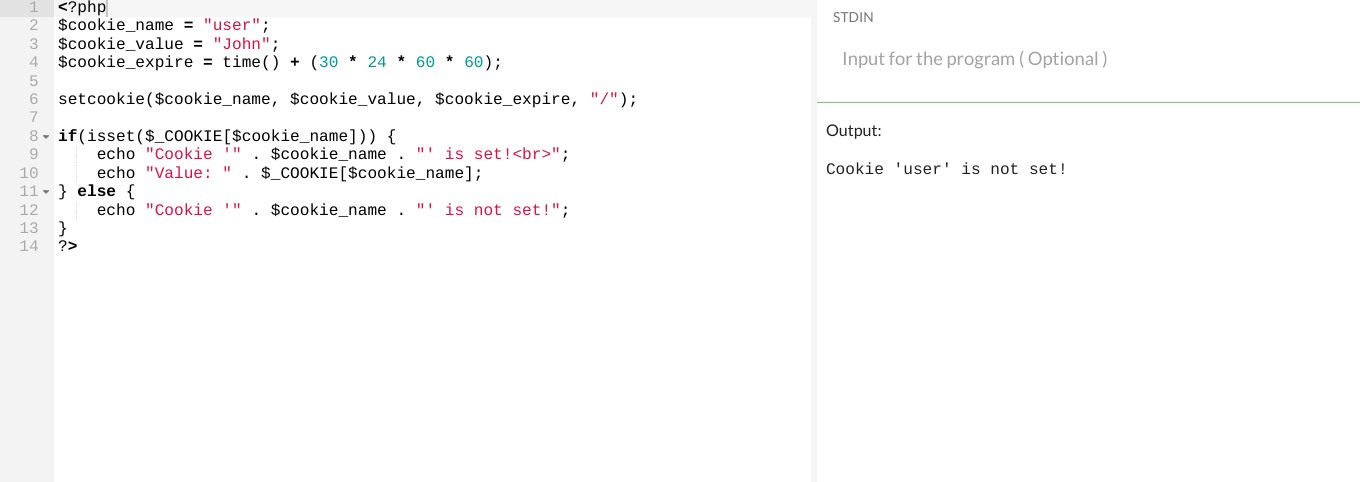 1 <?php
2 $cookie_name = "user";
3 $cookie_value = "John";
4 $cookie_expire = time() + (30 * 24 * 60 * 60);
5
6 setcookie($cookie_name, $cookie_value, $cookie_expire, "/");
7
8 if(isset($_COOKIE[$cookie_name])) {
9     echo "Cookie '" . $cookie_name . "' is set!<br>";
10     echo "Value: " . $_COOKIE[$cookie_name];
11 } else {
12     echo "Cookie '" . $cookie_name . "' is not set!";
13 }
14 ?>
STDIN
Input for the program ( Optional )
Output:
Cookie 'user' is not set!